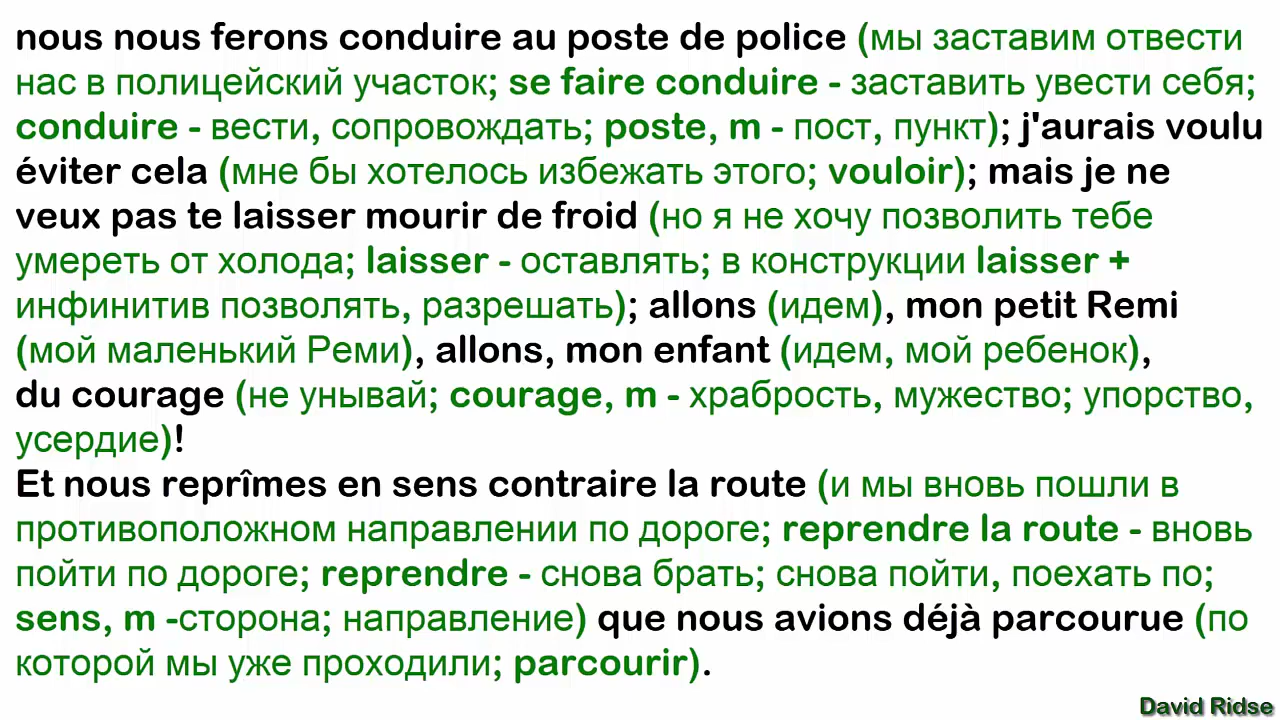 nous nous ferons conduire au poste de police (мы заставим отвести
нас в полицейский участок; se faire conduire - заставить увести себя;
conduire - вести, сопровождать; poste, m - пост, пункт); j'aurais voulu
éviter cela (мне бы хотелось избежать этого; vouloir); mais je ne
veux pas te laisser mourir de froid (но я не хочу позволить тебе
умереть от холода; laisser - оставлять; в конструкции laisser +
инфинитив позволять, разрешать); allons (идем), mon petit Remi
(мой маленький Реми), allons, mon enfant (идем, мой ребенок),
du courage (не унывай; courage, m - храбрость, мужество; упорство,
усердие)!
Et nous reprîmes en sens contraire la route (и мы вновь пошли в
противоположном направлении по дороге; reprendre la route - вновь
пойти по дороге; reprendre - снова брать; снова пойти, поехать по;
sens, m -сторона; направление) que nous avions déjà parcourue (по
которой мы уже проходили; parcourir).
David Ridse